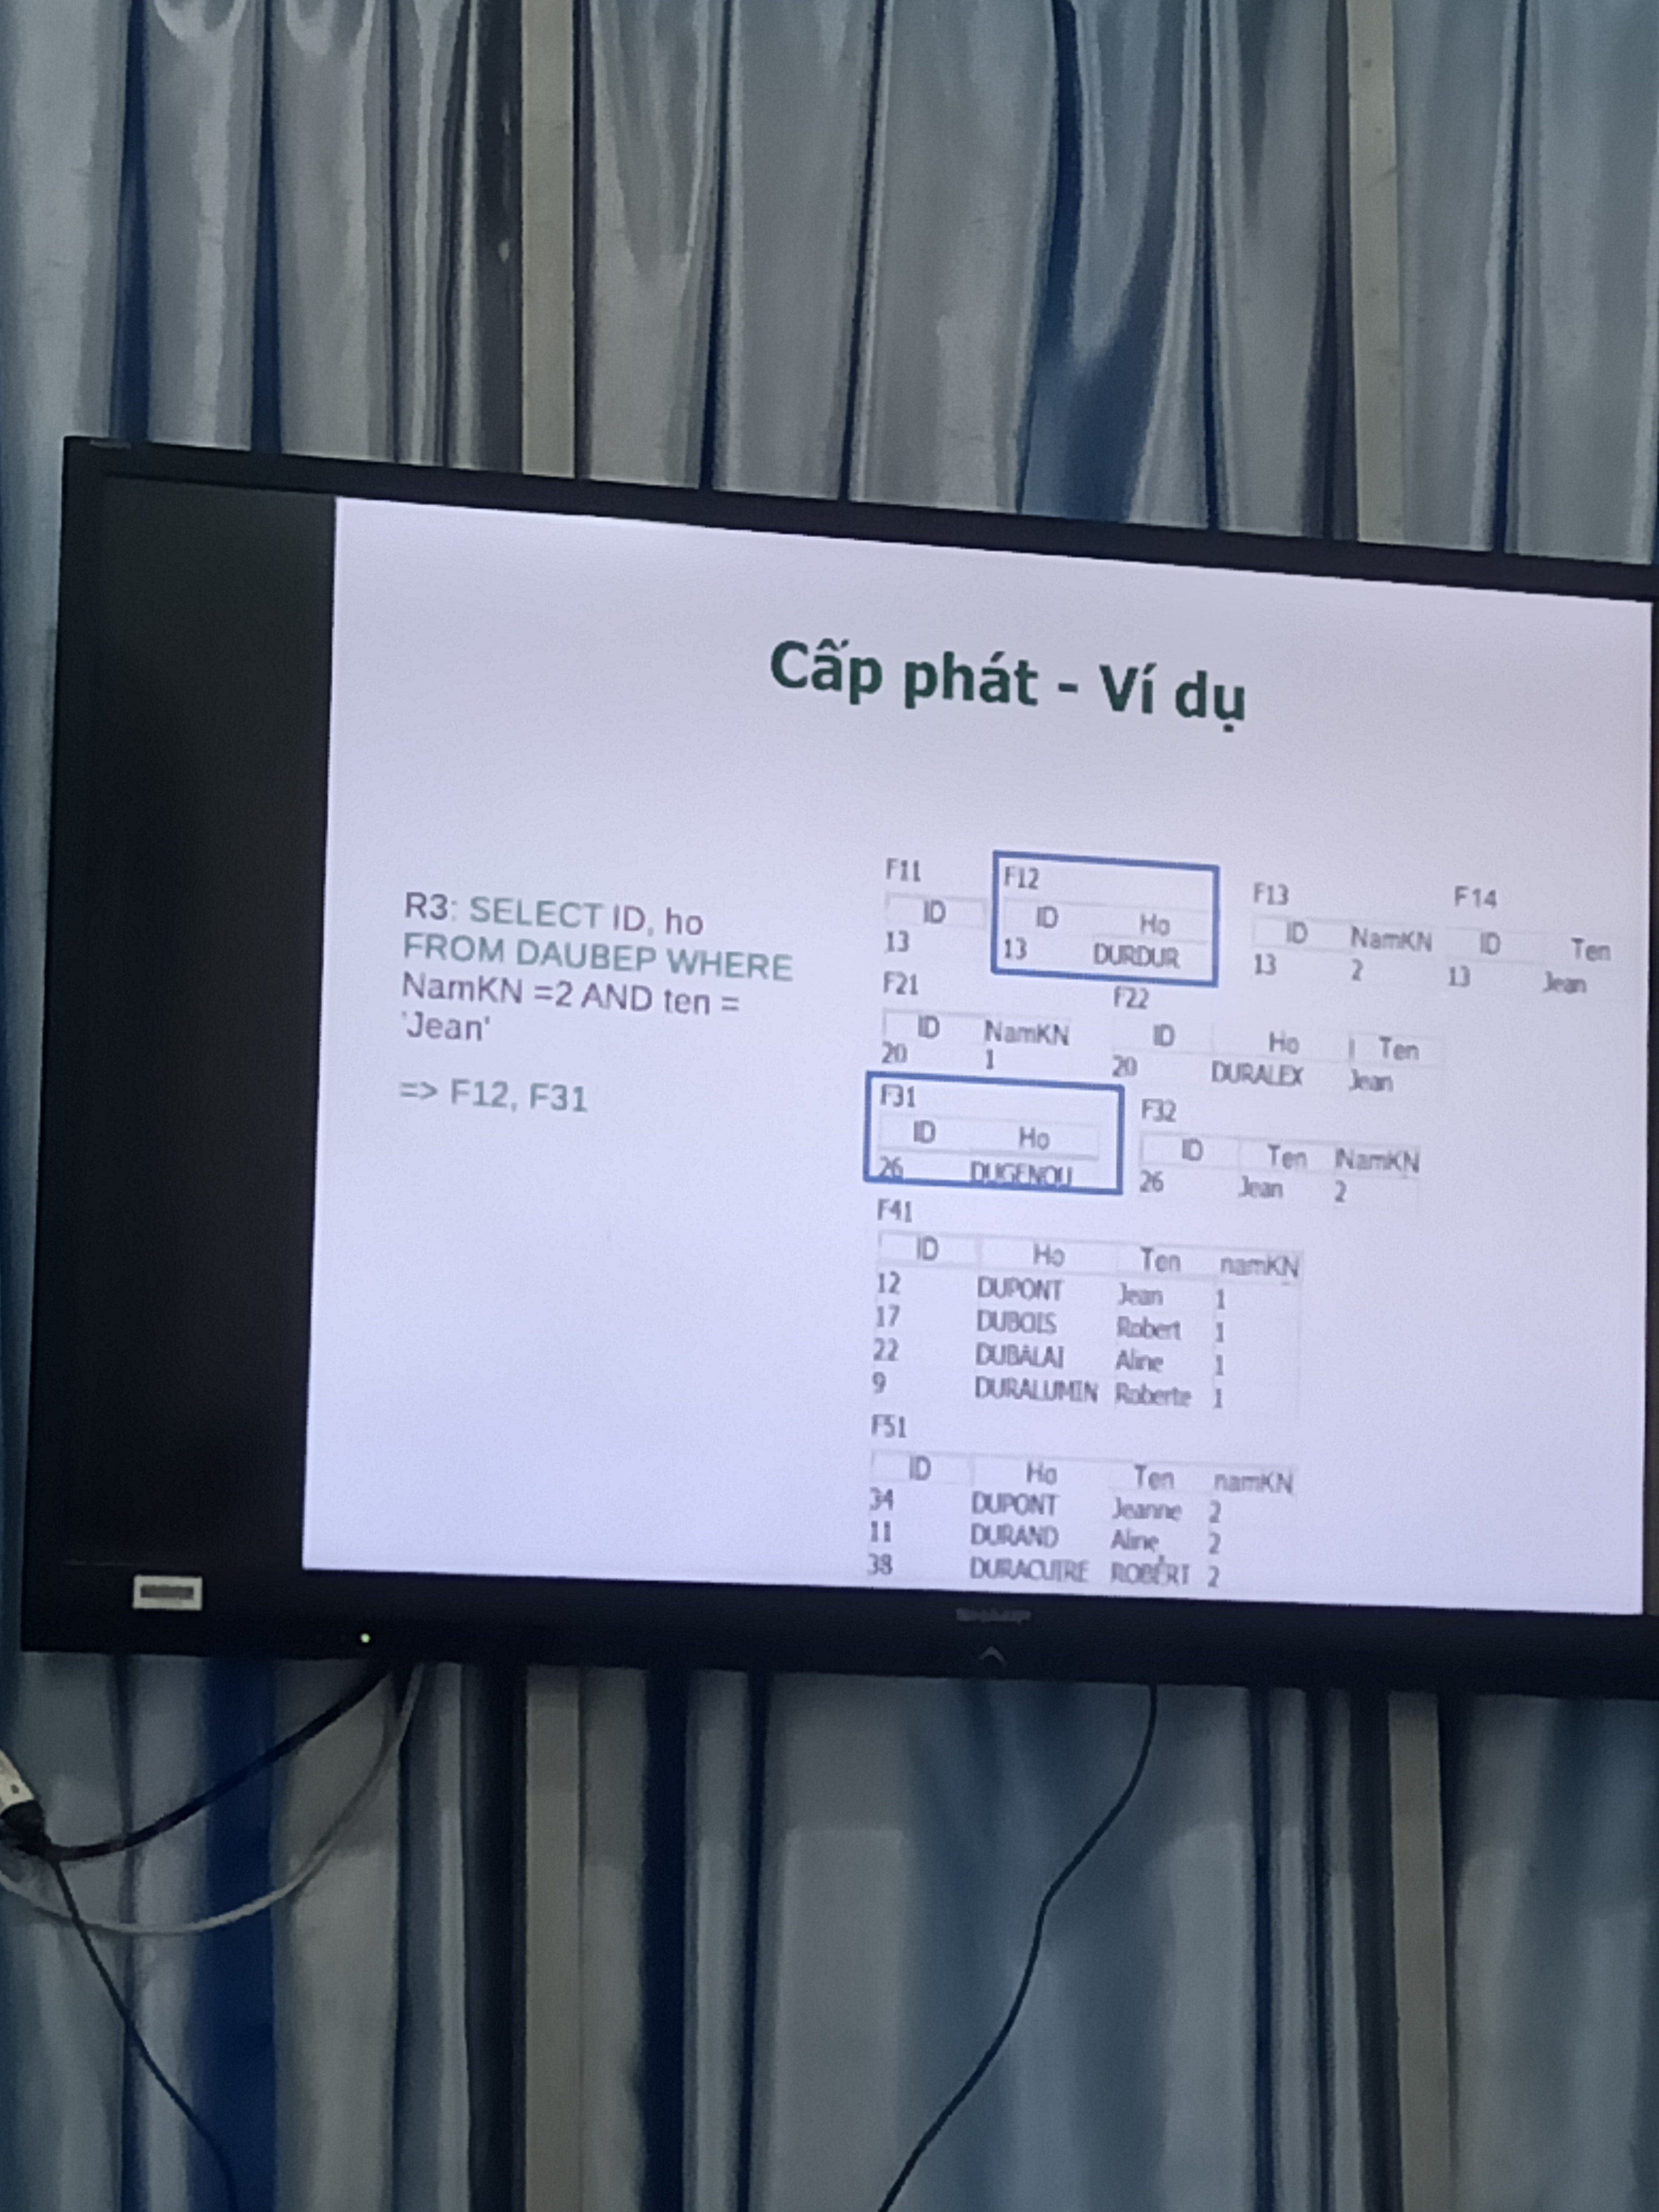 Cấp phát - Ví dụ
R3: SELECT ID, ho
FROM DAUBEP WHERE
NamKN =2 AND ten =
'Jean'
=> F12, F31
F11
ID
13
F12
ID Ho
13 DURDUR
F13
ID NamKN
13 2
F14
ID Ten
13 Jean
F21
ID NamKN
20 1
F22
ID Ho Ten
20 DURALEX Jean
F31
ID Ho
26 DUGENOU
F32
ID Ten NamKN
26 Jean 2
F41
ID Ho Ten namKN
12 DUPONT Jean 1
17 DUBOIS Robert 1
22 DUBALAI Aline 1
9 DURALUMIN Roberte 1
F51
ID Ho Ten namKN
34 DUPONT Jeanne 2
11 DURAND Aline 2
38 DURACUIRE ROBERT 2